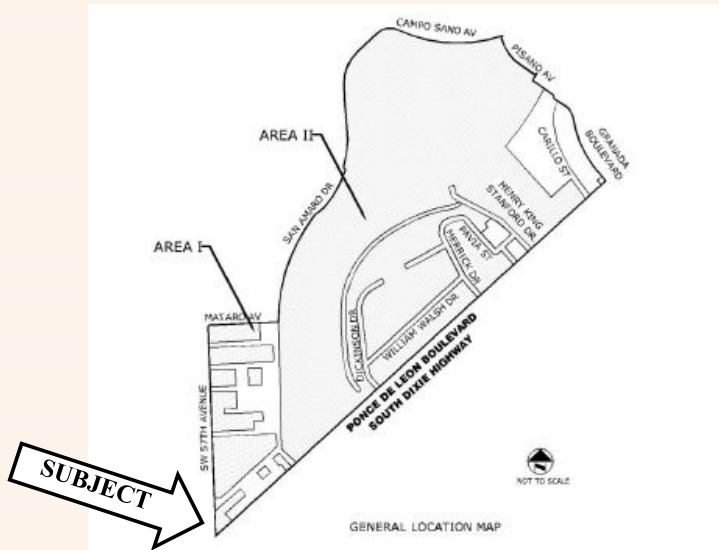 CAMPO SANO AV
PISANO AV
AREA II
GRANADA
BOULEVARD
CARILLO ST
HENRY KING
STANFORD DR
SAN AMARO DR
PAVIA ST
MERRICK DR
AREA I
MATARO AV
DICKINSON DR
WILLIAM WALSH DR
PONCE DE LEON BOULEVARD
SOUTH DIXIE HIGHWAY
SW 57TH AVENUE
SUBJECT
NOT TO SCALE
GENERAL LOCATION MAP